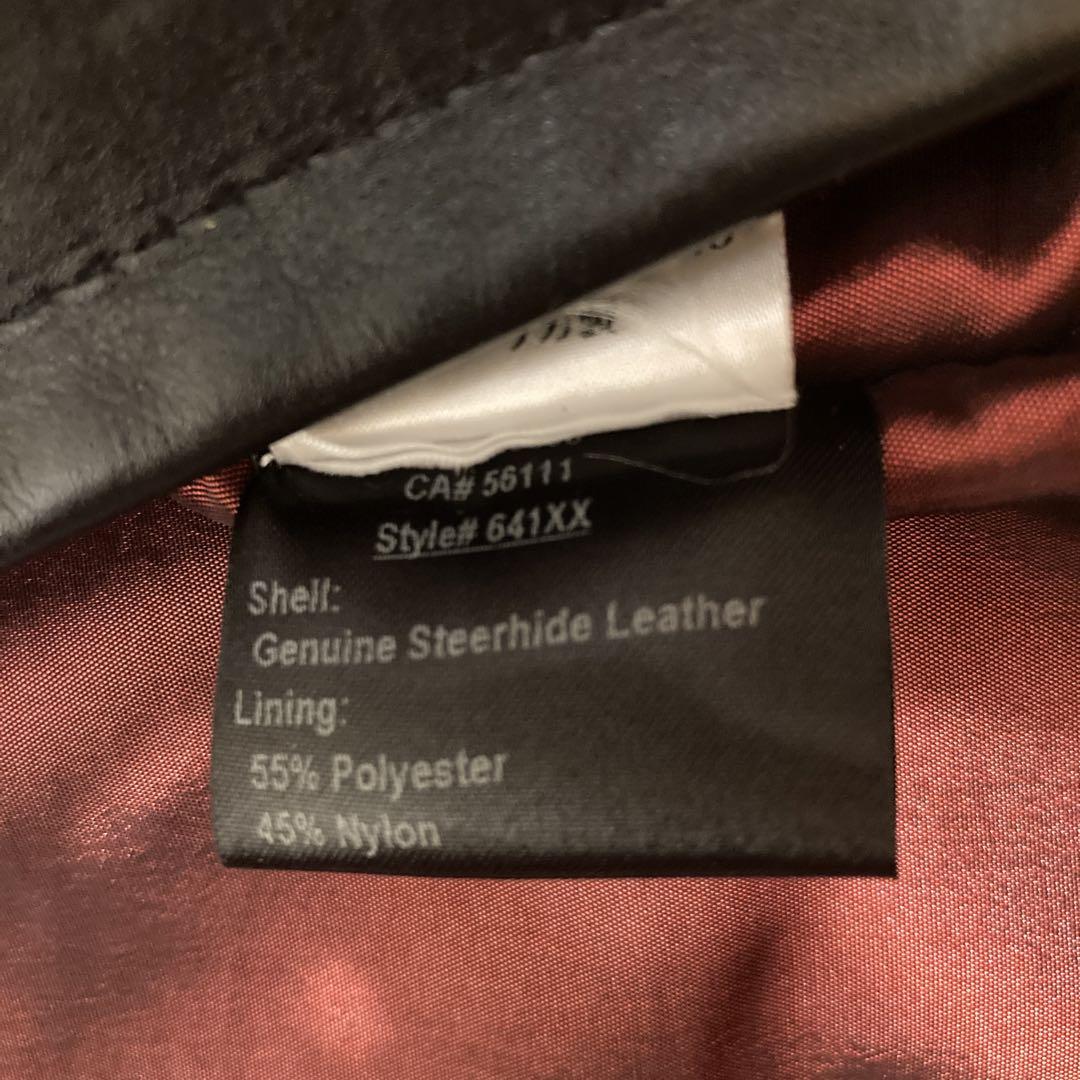 CA# 56111
Style# 641XX
Shell:
Genuine Steerhide Leather
Lining:
55% Polyester
45% Nylon